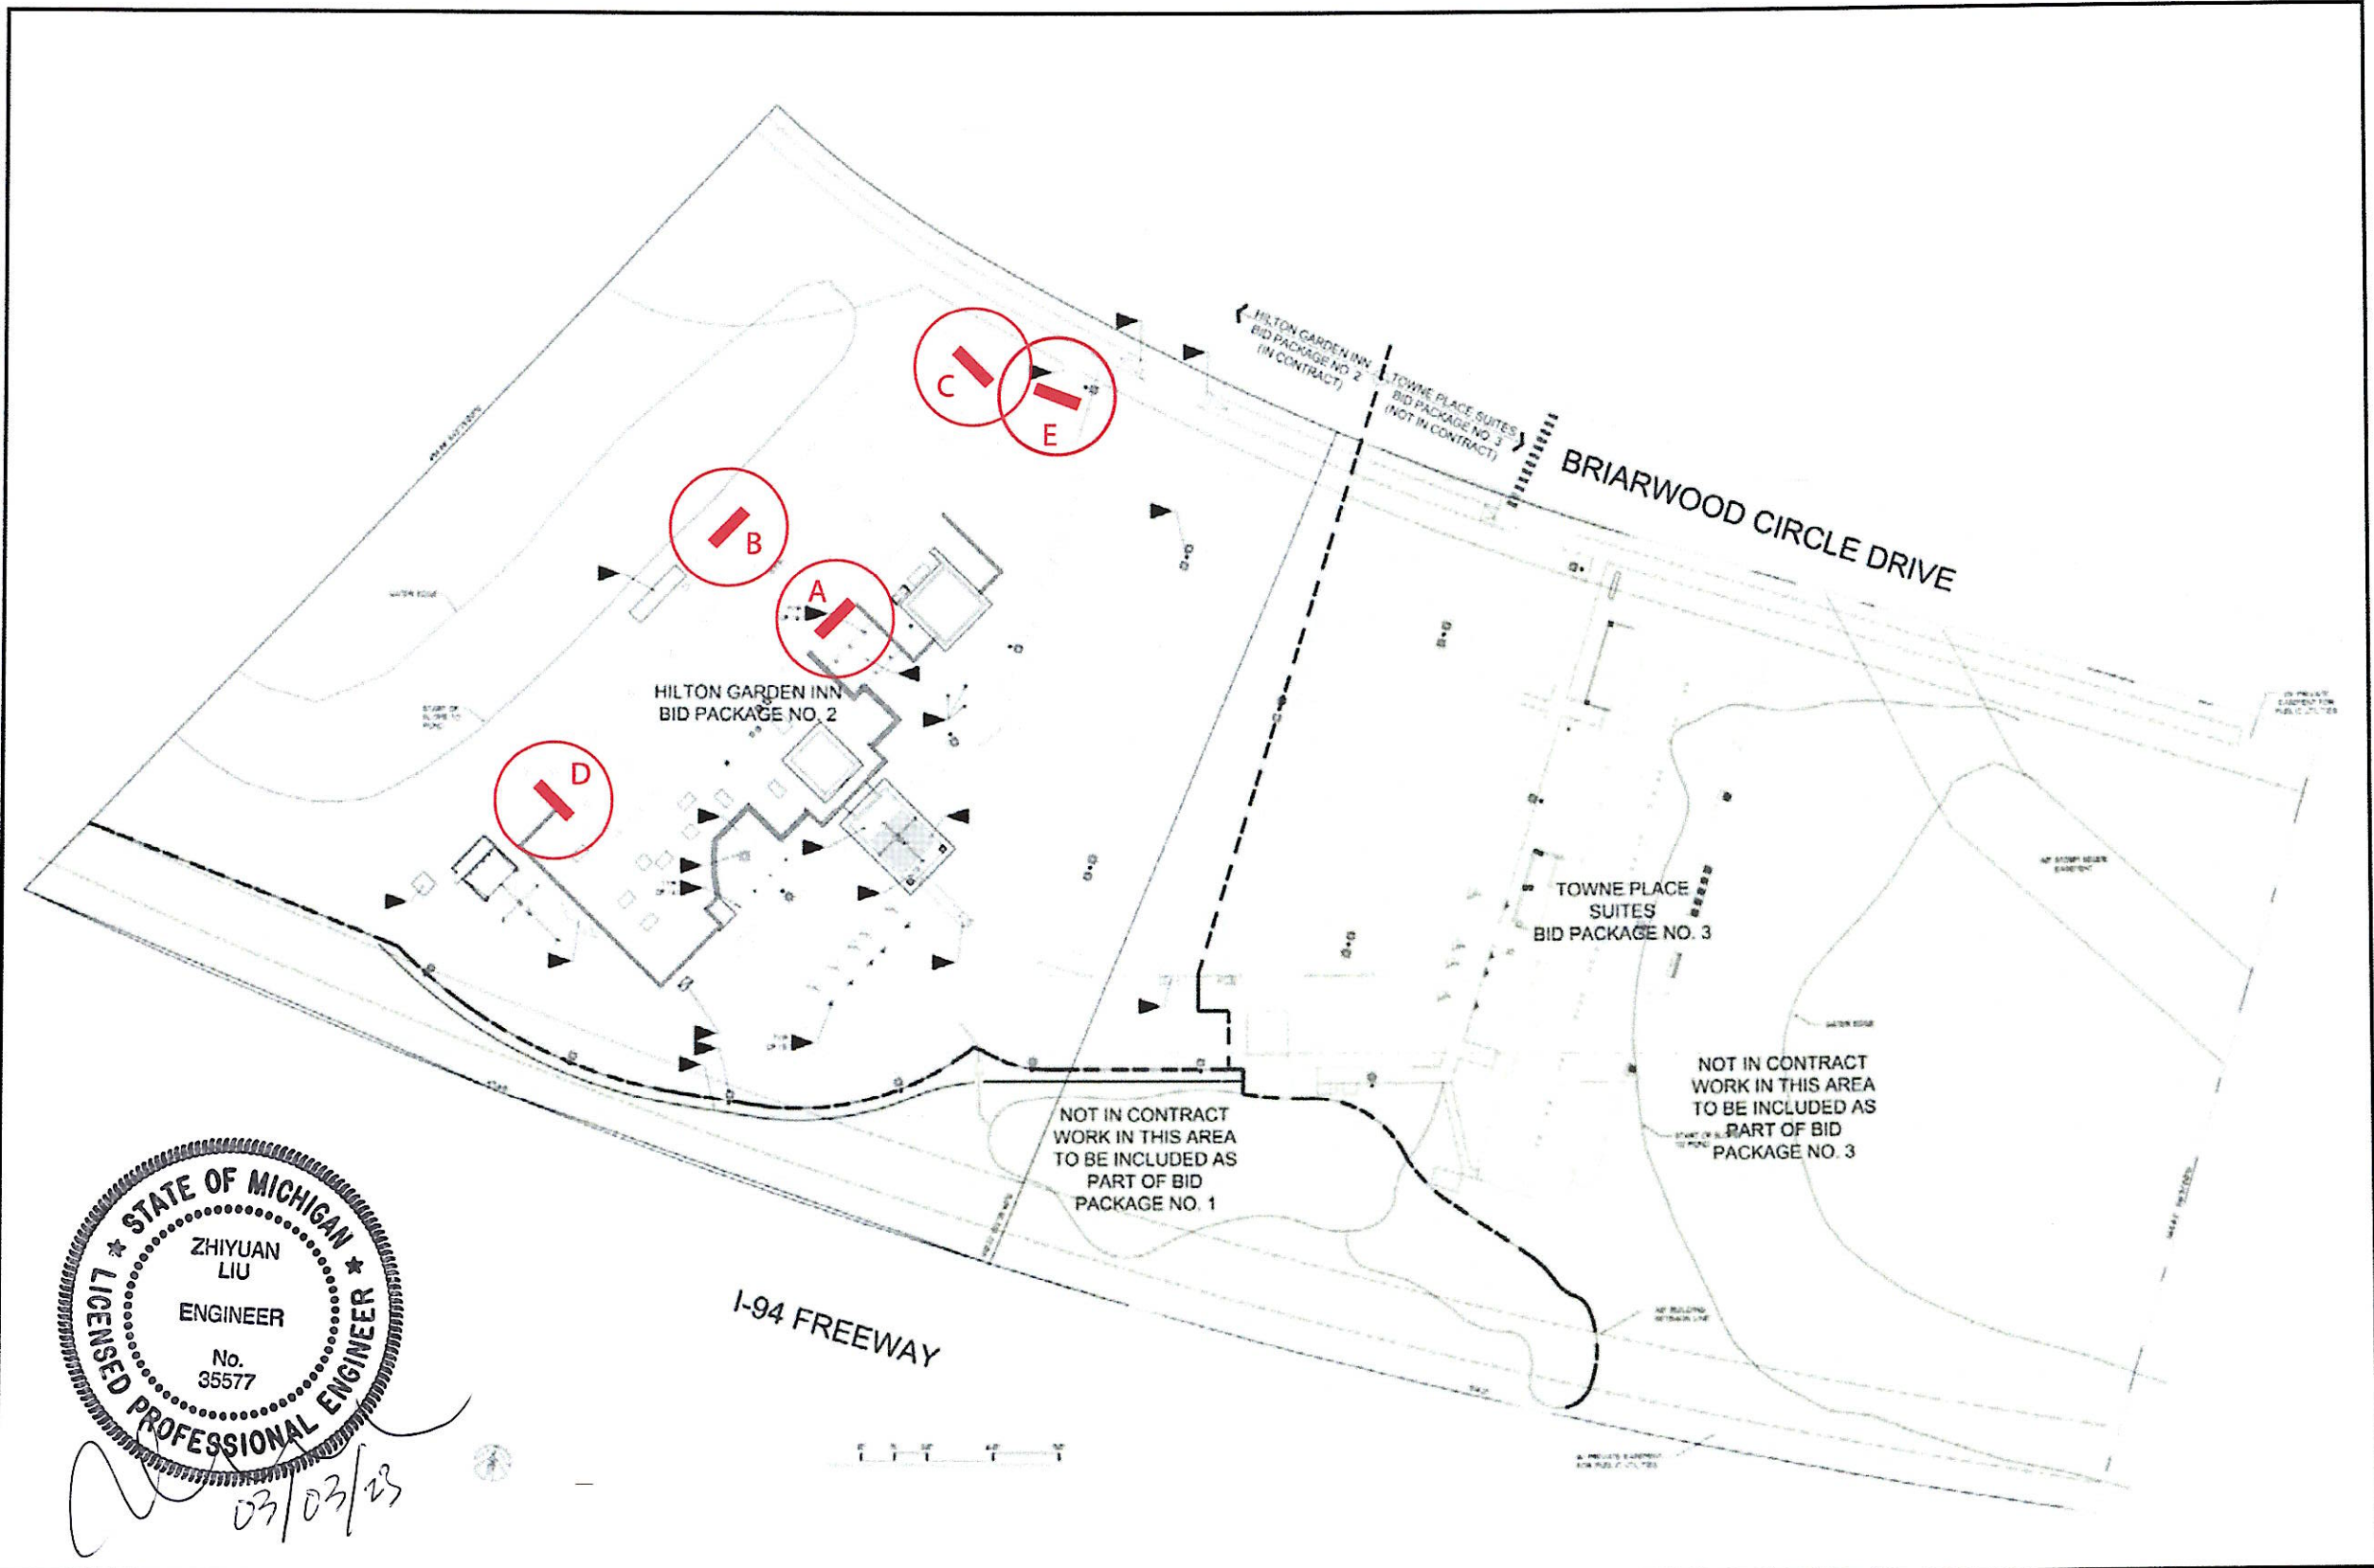 HILTON GARDEN INN
BID PACKAGE NO. 2
(IN CONTRACT)
TOWNE PLACE SUITES
BID PACKAGE NO. 3
(NOT IN CONTRACT)
BRIARWOOD CIRCLE DRIVE
C
E
B
A
HILTON GARDEN INN
BID PACKAGE NO. 2
D
TOWNE PLACE
SUITES
BID PACKAGE NO. 3
NOT IN CONTRACT
WORK IN THIS AREA
TO BE INCLUDED AS
PART OF BID
PACKAGE NO. 3
NOT IN CONTRACT
WORK IN THIS AREA
TO BE INCLUDED AS
PART OF BID
PACKAGE NO. 1
I-94 FREEWAY
STATE OF MICHIGAN
LICENSED PROFESSIONAL ENGINEER
ZHIYUAN
LIU
ENGINEER
No.
35577
03/03/23